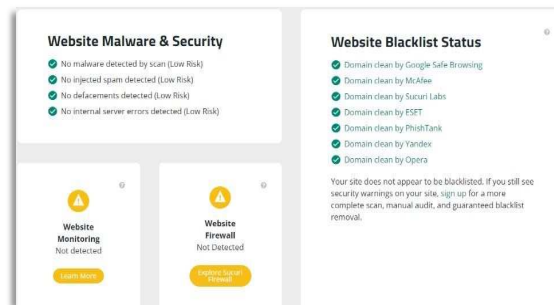 Website Malware & Security
No malware detected by scan (Low Risk)
No injected spam detected (Low Risk)
No defacements detected (Low Risk)
No internal server errors detected (Low Risk)
Website
Monitoring
Not detected
Learn More
Website
Firewall
Not Detected
Explore Sucuri
Firewall
Website Blacklist Status
Domain clean by Google Safe Browsing
Domain clean by McAfee
Domain clean by Sucuri Labs
Domain clean by ESET
Domain clean by PhishTank
Domain clean by Yandex
Domain clean by Opera
Your site does not appear to be blacklisted. If you still see
security warnings on your site, sign up for a more
complete scan, manual audit, and guaranteed blacklist
removal.